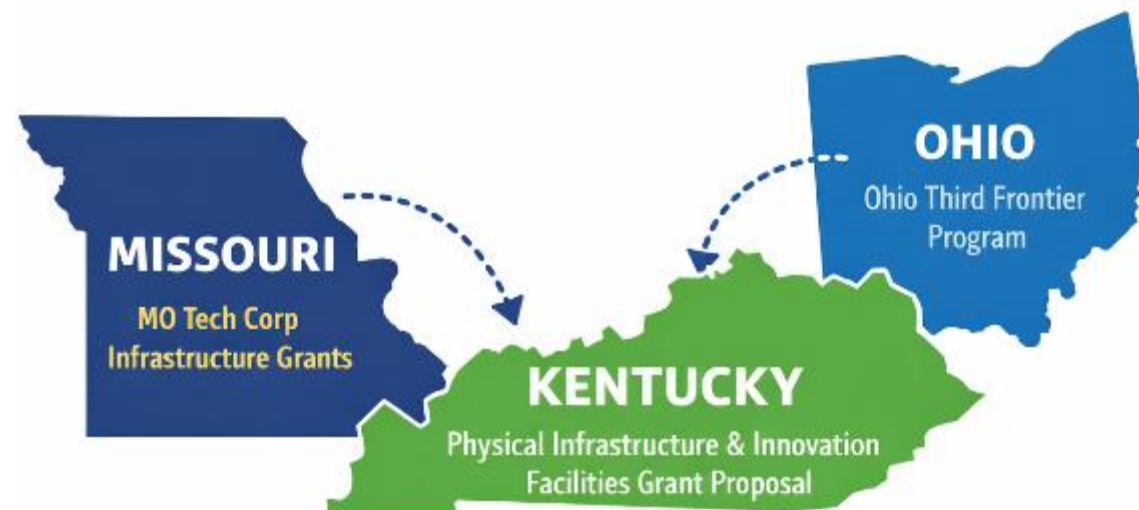 MISSOURI
MO Tech Corp
Infrastructure Grants
OHIO
Ohio Third Frontier
Program
KENTUCKY
Physical Infrastructure & Innovation
Facilities Grant Proposal